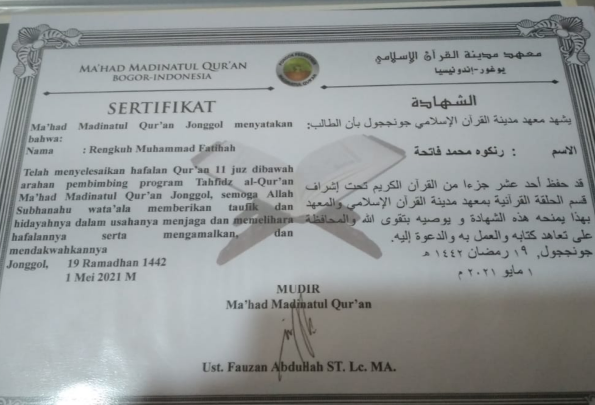 MA'HAD MADINATUL QUR'AN
BOGOR-INDONESIA
معهد مدينة القرآن الإسلامي
بوغور-إندونيسيا
SERTIFIKAT
Ma'had Madinatul Qur'an Jonggol menyatakan bahwa:
Nama : Rengkuh Muhammad Fatihah
Telah menyelesaikan hafalan Qur'an 11 juz dibawah
arahan pembimbing program Tahfidz al-Qur'an
Ma'had Madinatul Qur'an Jonggol, semoga Allah
Subhanahu wata'ala memberikan taufik dan
hidayahnya dalam usahanya menjaga dan memelihara
hafalannya serta mengamalkan, dan
mendakwahkannya
Jonggol, 19 Ramadhan 1442
1 Mei 2021 M
الشهادة
يشهد معهد مدينة القرآن الإسلامي جونججول بأن الطالب:
الاسم : رنكوه محمد فاتحة
قد حفظ أحد عشر جزءا من القرآن الكريم تحت إشراف
قسم الحلقة القرآنية بمعهد مدينة القرآن الإسلامي والمعهد
بهذا يمنحه هذه الشهادة و يوصيه بتقوى الله والمحافظة
على تعاهد كتابه والعمل به والدعوة إليه.
جونججول, ١٩ رمضان ١٤٤٢ هـ
١ مايو ٢٠٢١ م
MUDIR
Ma'had Madinatul Qur'an
Ust. Fauzan Abdullah ST. Lc. MA.